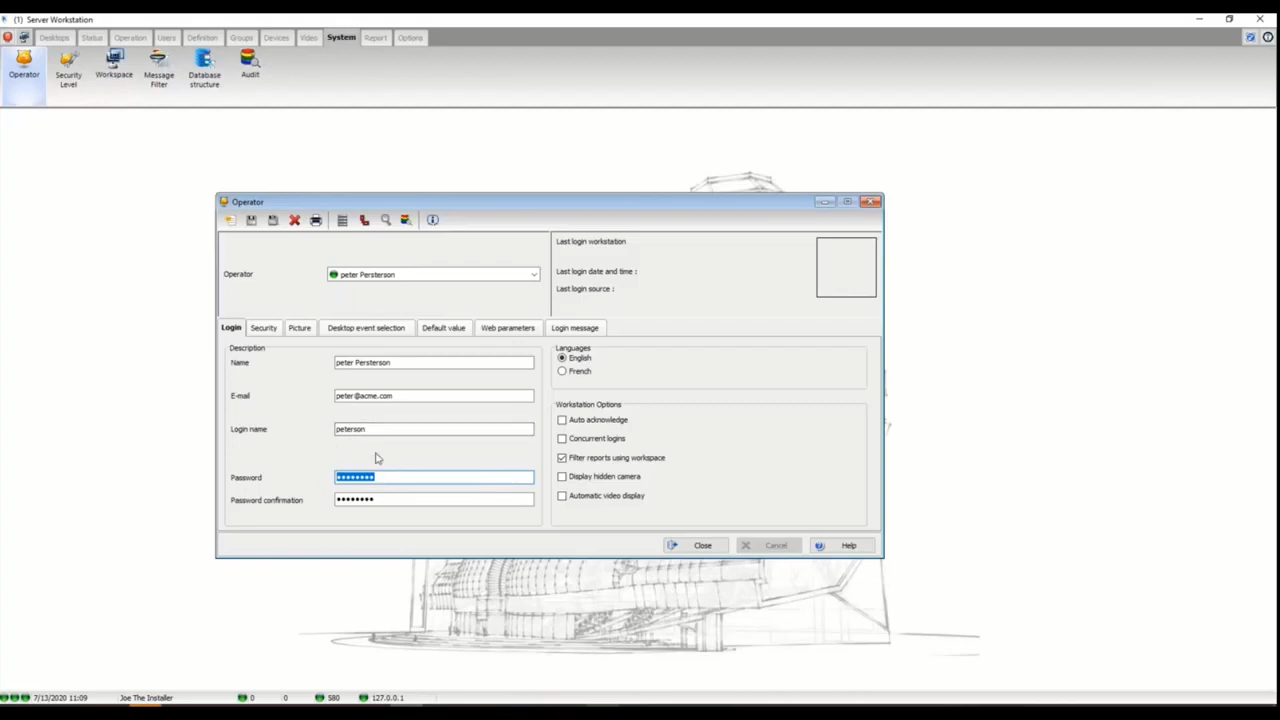 (1) Server Workstation
Desktops Status Operation Users Definition Groups Devices Video System Report Options
Operator Security Level Workspace Message Filter Database structure Audit
Operator
Operator peter Persterson
Last login workstation
Last login date and time :
Last login source :
Login Security Picture Desktop event selection Default value Web parameters Login message
Description
Name peter Persterson
E-mail peter@acme.com
Login name peterson
Password ••••••••
Password confirmation ••••••••
Languages
English
French
Workstation Options
Auto acknowledge
Concurrent logins
Filter reports using workspace
Display hidden camera
Automatic video display
Close Cancel Help
7/13/2020 11:09 Joe The Installer 0 0 580 127.0.0.1